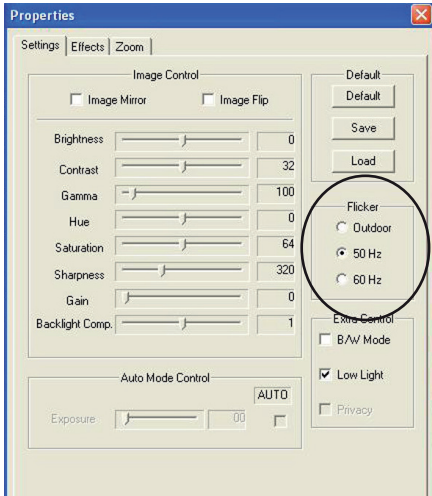 Properties
Settings Effects Zoom
Image Control
Image Mirror Image Flip
Brightness 0
Contrast 32
Gamma 100
Hue 0
Saturation 64
Sharpness 320
Gain 0
Backlight Comp. 1
Auto Mode Control
AUTO
Exposure 00
Default
Default
Save
Load
Flicker
Outdoor
50 Hz
60 Hz
Extra Control
B/W Mode
Low Light
Privacy